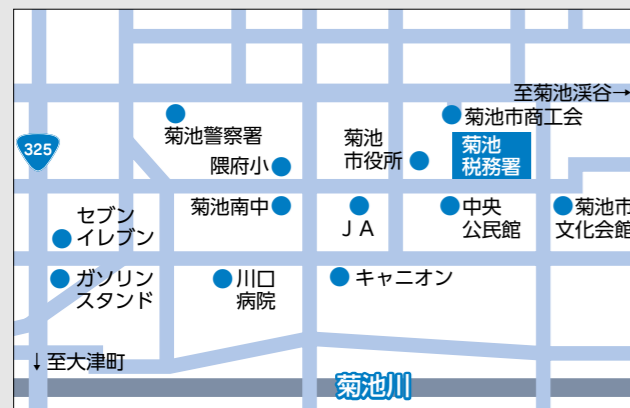 至菊池渓谷→
菊池市商工会
菊池警察署
菊池
市役所
菊池
税務署
325
隈府小
菊池南中
JA
中央
公民館
菊池市
文化会館
セブン
イレブン
ガソリン
スタンド
川口
病院
キャニオン
↓至大津町
菊池川